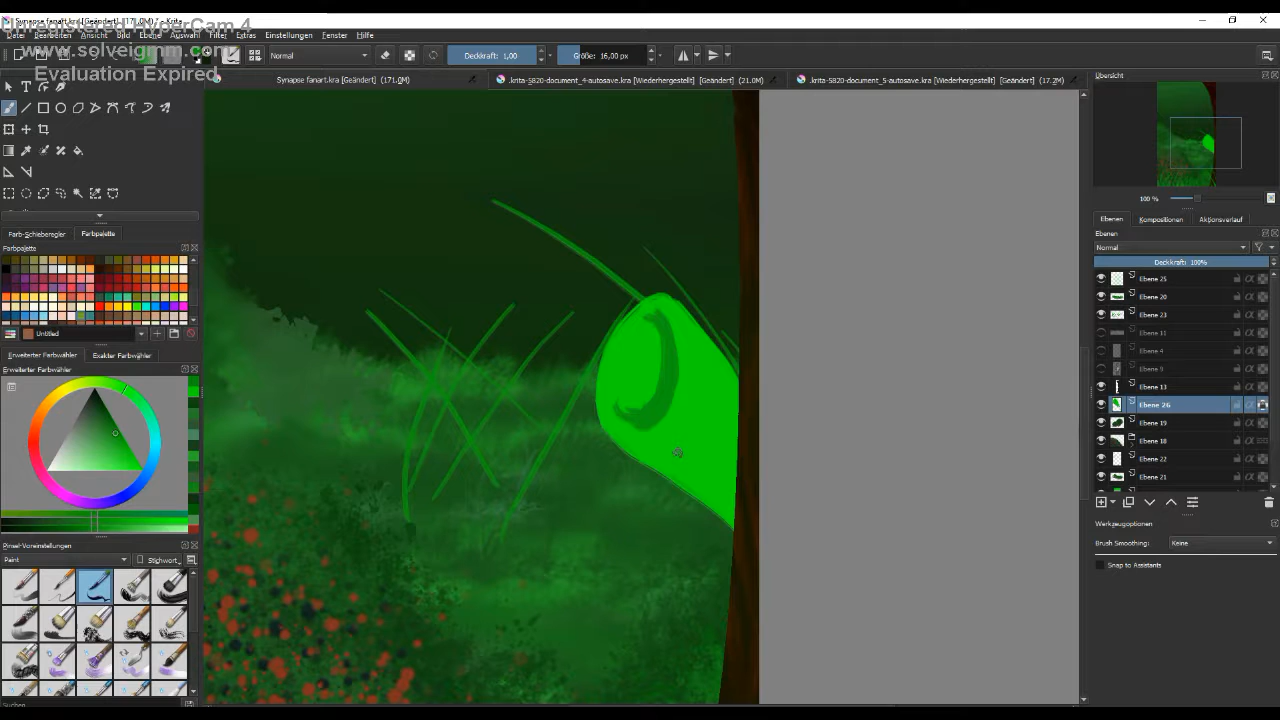 Synapse fanart.kra [Geändert] (171,0M) * - Krita
Unregistered HyperCam 4
Datei Bearbeiten Ansicht Bild Ebene Auswahl Filter Extras Einstellungen Fenster Hilfe
www.solveigmm.com
Normal
Deckkraft: 1,00
Größe: 16,00 px
Evaluation Expired
Synapse fanart.kra [Geändert] (171.0M)
.krita-5820-document_4-autosave.kra [Wiederhergestellt] [Geändert] (21.0M)
.krita-5820-document_5-autosave.kra [Wiederhergestellt] [Geändert] (17.2M)
Übersicht
100 %
Farb-Schieberegler Farbpalette
Farbpalette
Untitled
Erweiterter Farbwähler Exakter Farbwähler
Erweiterter Farbwähler
Pinsel-Voreinstellungen
Paint
Stichwort
Suchen
Ebenen Kompositionen Aktionsverlauf
Ebenen
Normal
Deckkraft: 100%
Ebene 25
Ebene 20
Ebene 23
Ebene 11
Ebene 4
Ebene 9
Ebene 13
Ebene 26
Ebene 19
Ebene 18
Ebene 22
Ebene 21
Werkzeugoptionen
Brush Smoothing: Keine
Snap to Assistants